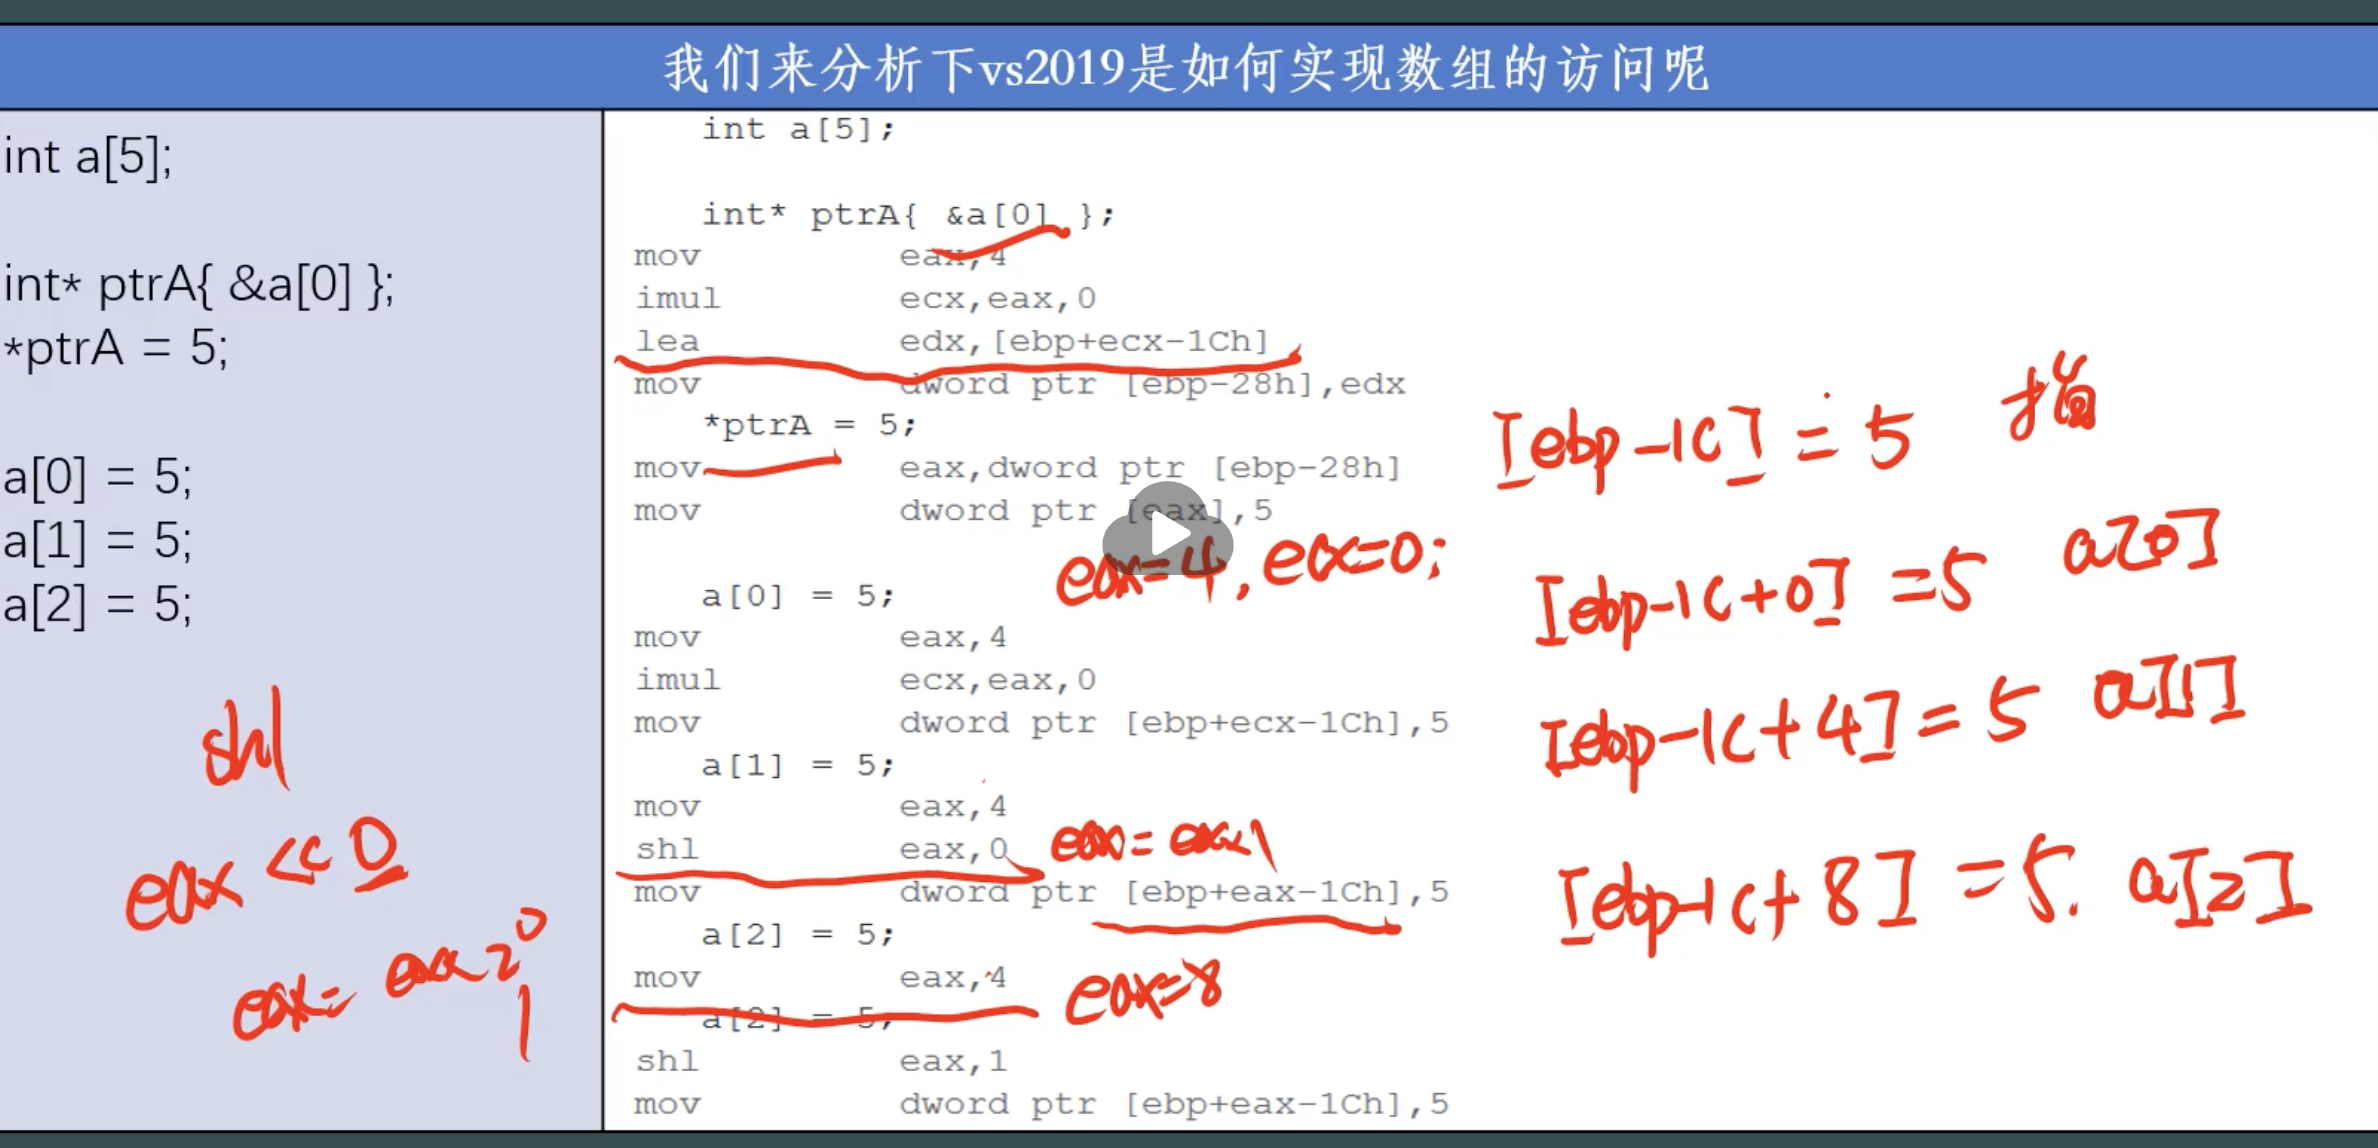 我们来分析下vs2019是如何实现数组的访问呢
int a[5];
int* ptrA{ &a[0] };
*ptrA = 5;
a[0] = 5;
a[1] = 5;
a[2] = 5;
shl
eax << 0
eax = eax 2^0
1
int a[5];
int* ptrA{ &a[0] };
mov eax,4
imul ecx,eax,0
lea edx,[ebp+ecx-1Ch]
mov dword ptr [ebp-28h],edx
*ptrA = 5;
mov eax,dword ptr [ebp-28h]
mov dword ptr [eax],5
eax=4, ecx=0;
a[0] = 5;
mov eax,4
imul ecx,eax,0
mov dword ptr [ebp+ecx-1Ch],5
a[1] = 5;
mov eax,4
shl eax,0
eax = eax*1
mov dword ptr [ebp+eax-1Ch],5
a[2] = 5;
mov eax,4
eax=8
a[2] = 5;
shl eax,1
mov dword ptr [ebp+eax-1Ch],5
[ebp-1C] = 5 指
[ebp-1C+0] = 5 a[0]
[ebp-1C+4] = 5 a[1]
[ebp-1C+8] = 5. a[2]